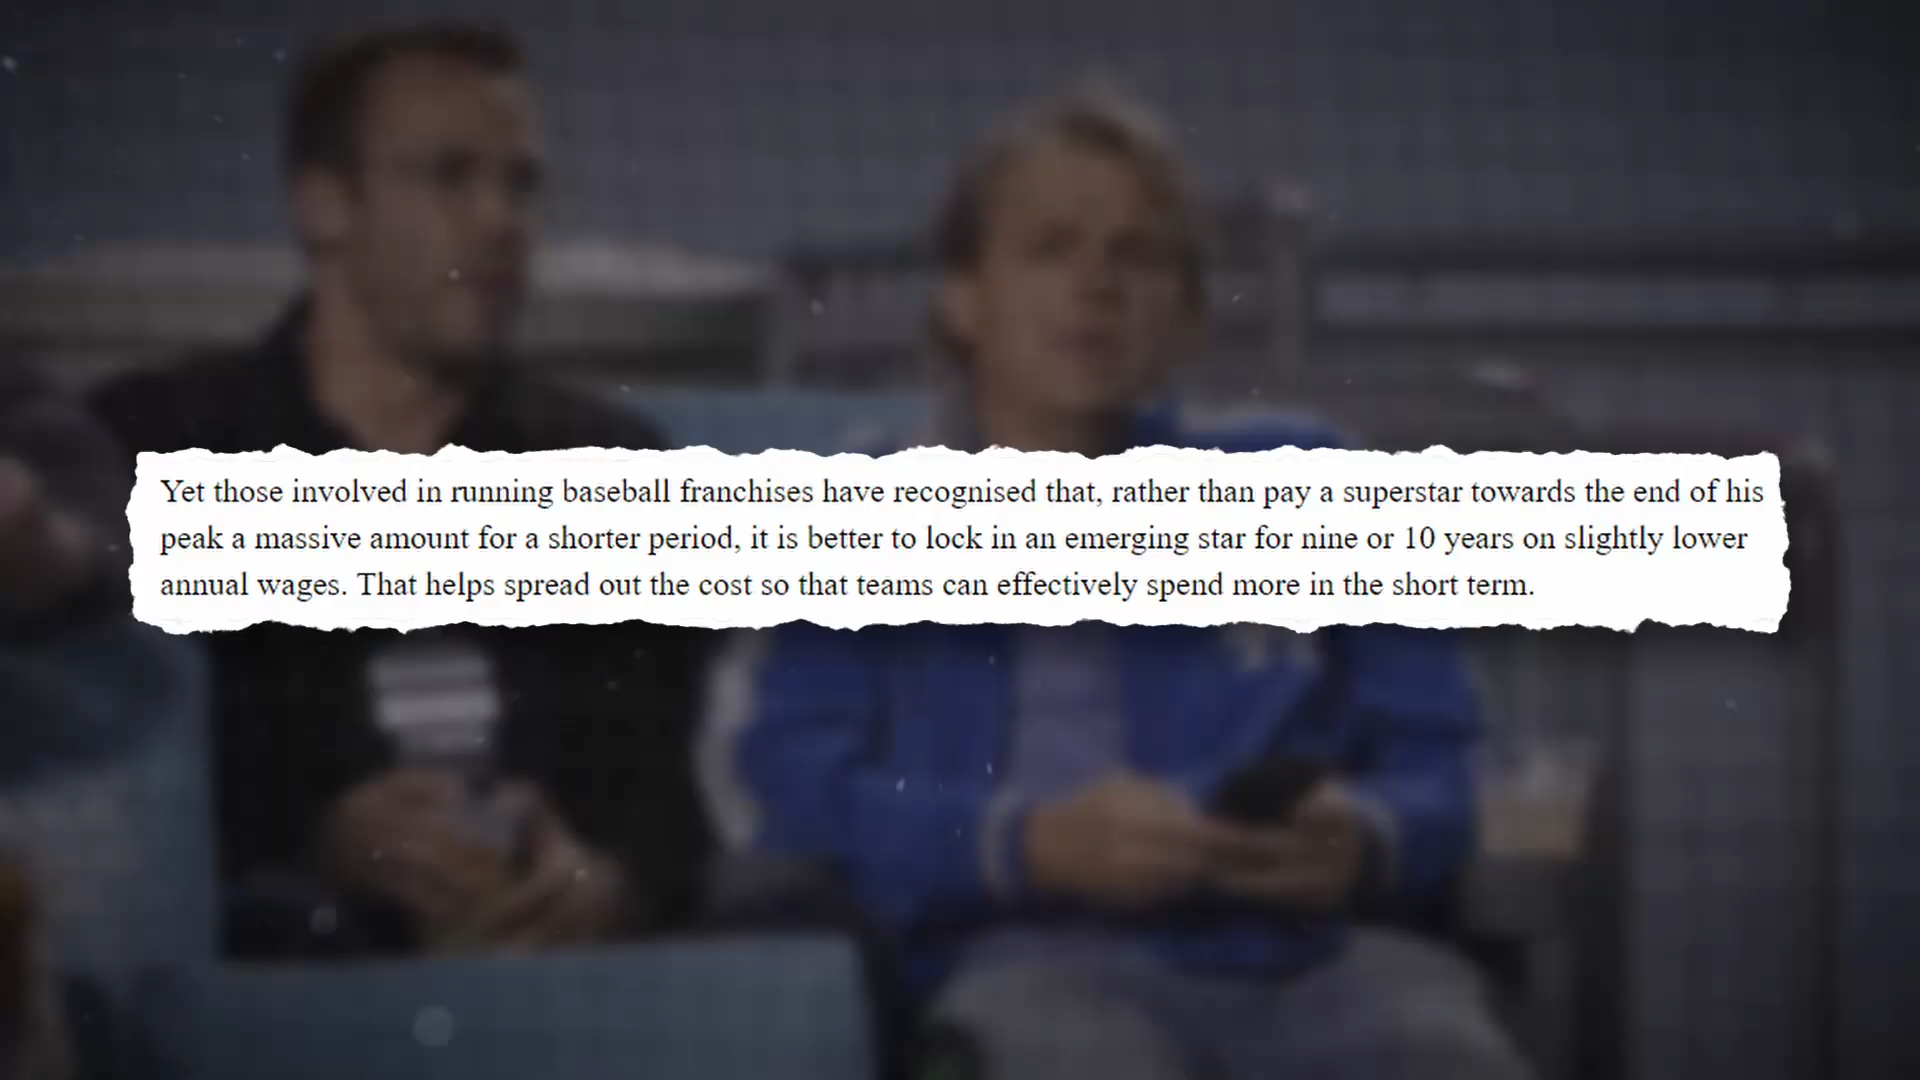 Yet those involved in running baseball franchises have recognised that, rather than pay a superstar towards the end of his
peak a massive amount for a shorter period, it is better to lock in an emerging star for nine or 10 years on slightly lower
annual wages. That helps spread out the cost so that teams can effectively spend more in the short term.